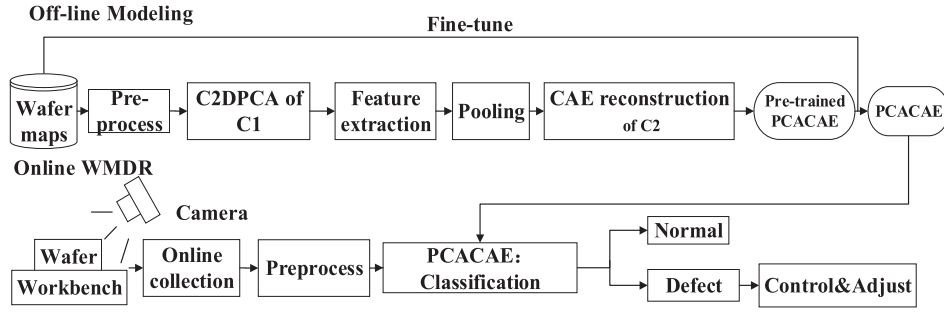 Off-line Modeling
Fine-tune
Wafer
maps
Pre-
process
C2DPCA of
C1
Feature
extraction
Pooling
CAE reconstruction
of C2
Pre-trained
PCACAE
PCACAE
Online WMDR
Camera
Wafer
Workbench
Online
collection
Preprocess
PCACAE:
Classification
Normal
Defect
Control&Adjust